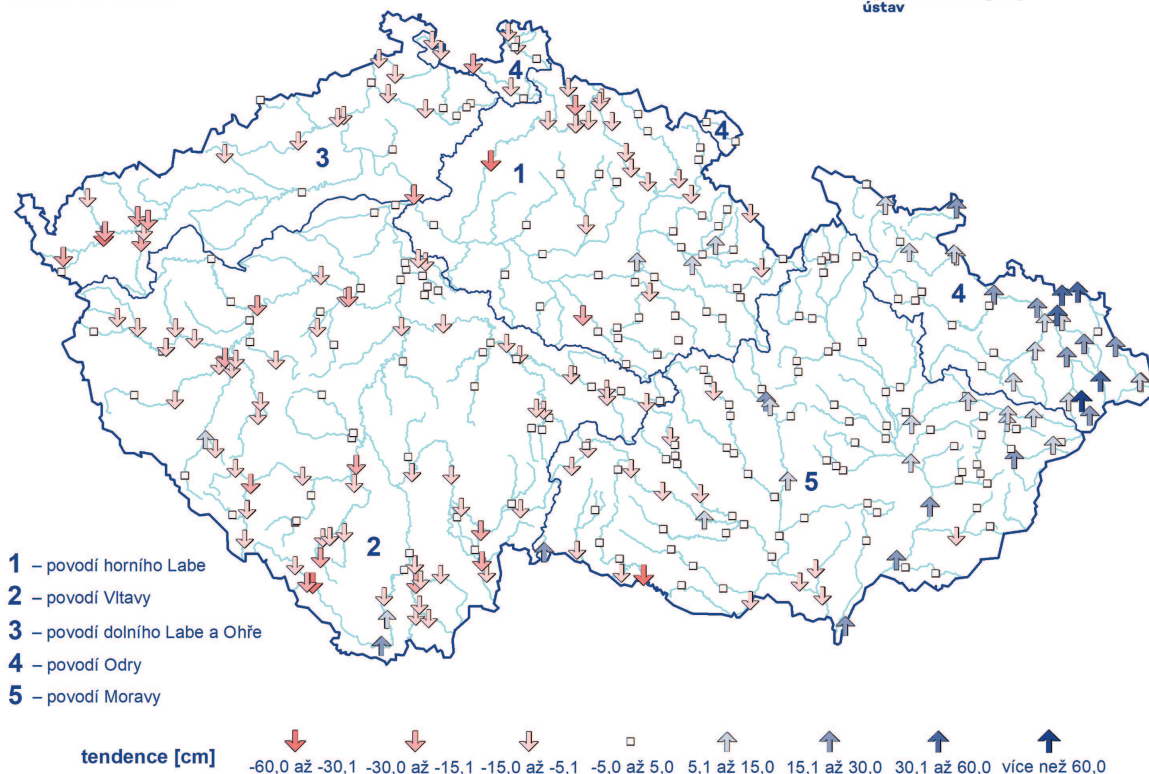 ústav
4
4
3
1
4
5
2
1 – povodí horního Labe
2 – povodí Vltavy
3 – povodí dolního Labe a Ohře
4 – povodí Odry
5 – povodí Moravy
tendence [cm]
-60,0 až -30,1 -30,0 až -15,1 -15,0 až -5,1 -5,0 až 5,0 5,1 až 15,0 15,1 až 30,0 30,1 až 60,0 více než 60,0